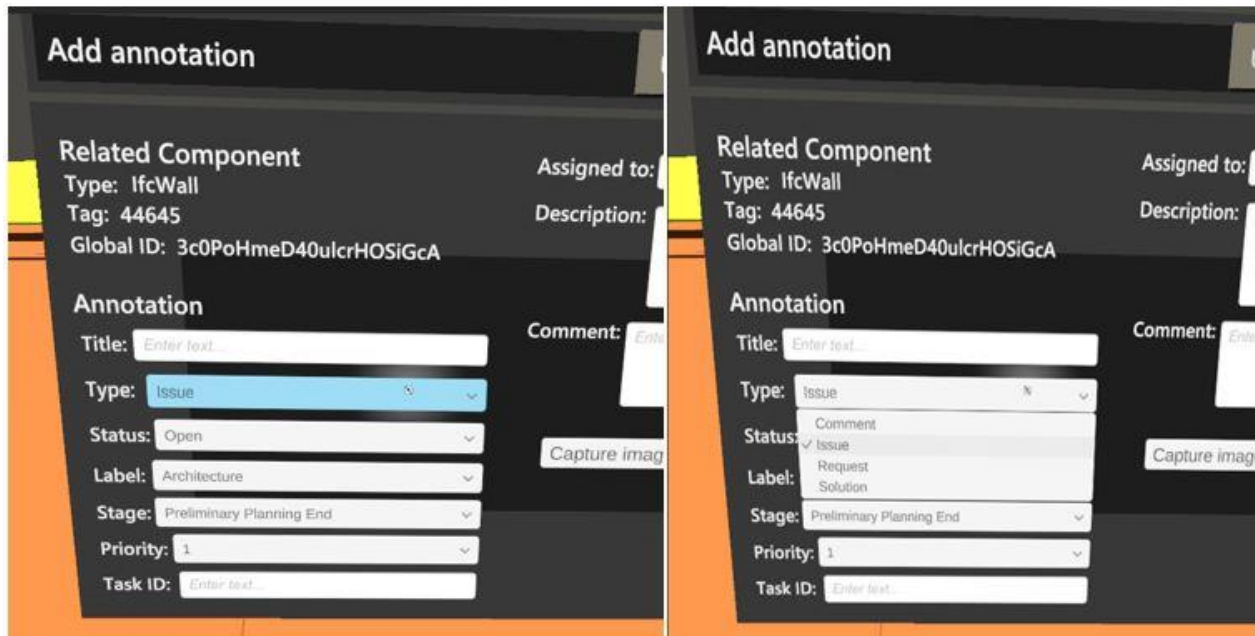 Add annotation
Related Component
Type: IfcWall
Tag: 44645
Global ID: 3c0PoHmeD40ulcrHOSiGcA
Assigned to:
Description:
Annotation
Title: Enter text...
Type: Issue
Status: Open
Label: Architecture
Stage: Preliminary Planning End
Priority: 1
Task ID: Enter text...
Comment: Ente
Capture imag
Add annotation
Related Component
Type: IfcWall
Tag: 44645
Global ID: 3c0PoHmeD40ulcrHOSiGcA
Assigned to:
Description:
Annotation
Title: Enter text...
Type: Issue
Comment
Status: ✓ Issue
Request
Label:
Solution
Stage: Preliminary Planning End
Priority: 1
Task ID: Enter text...
Comment: Ente
Capture imag